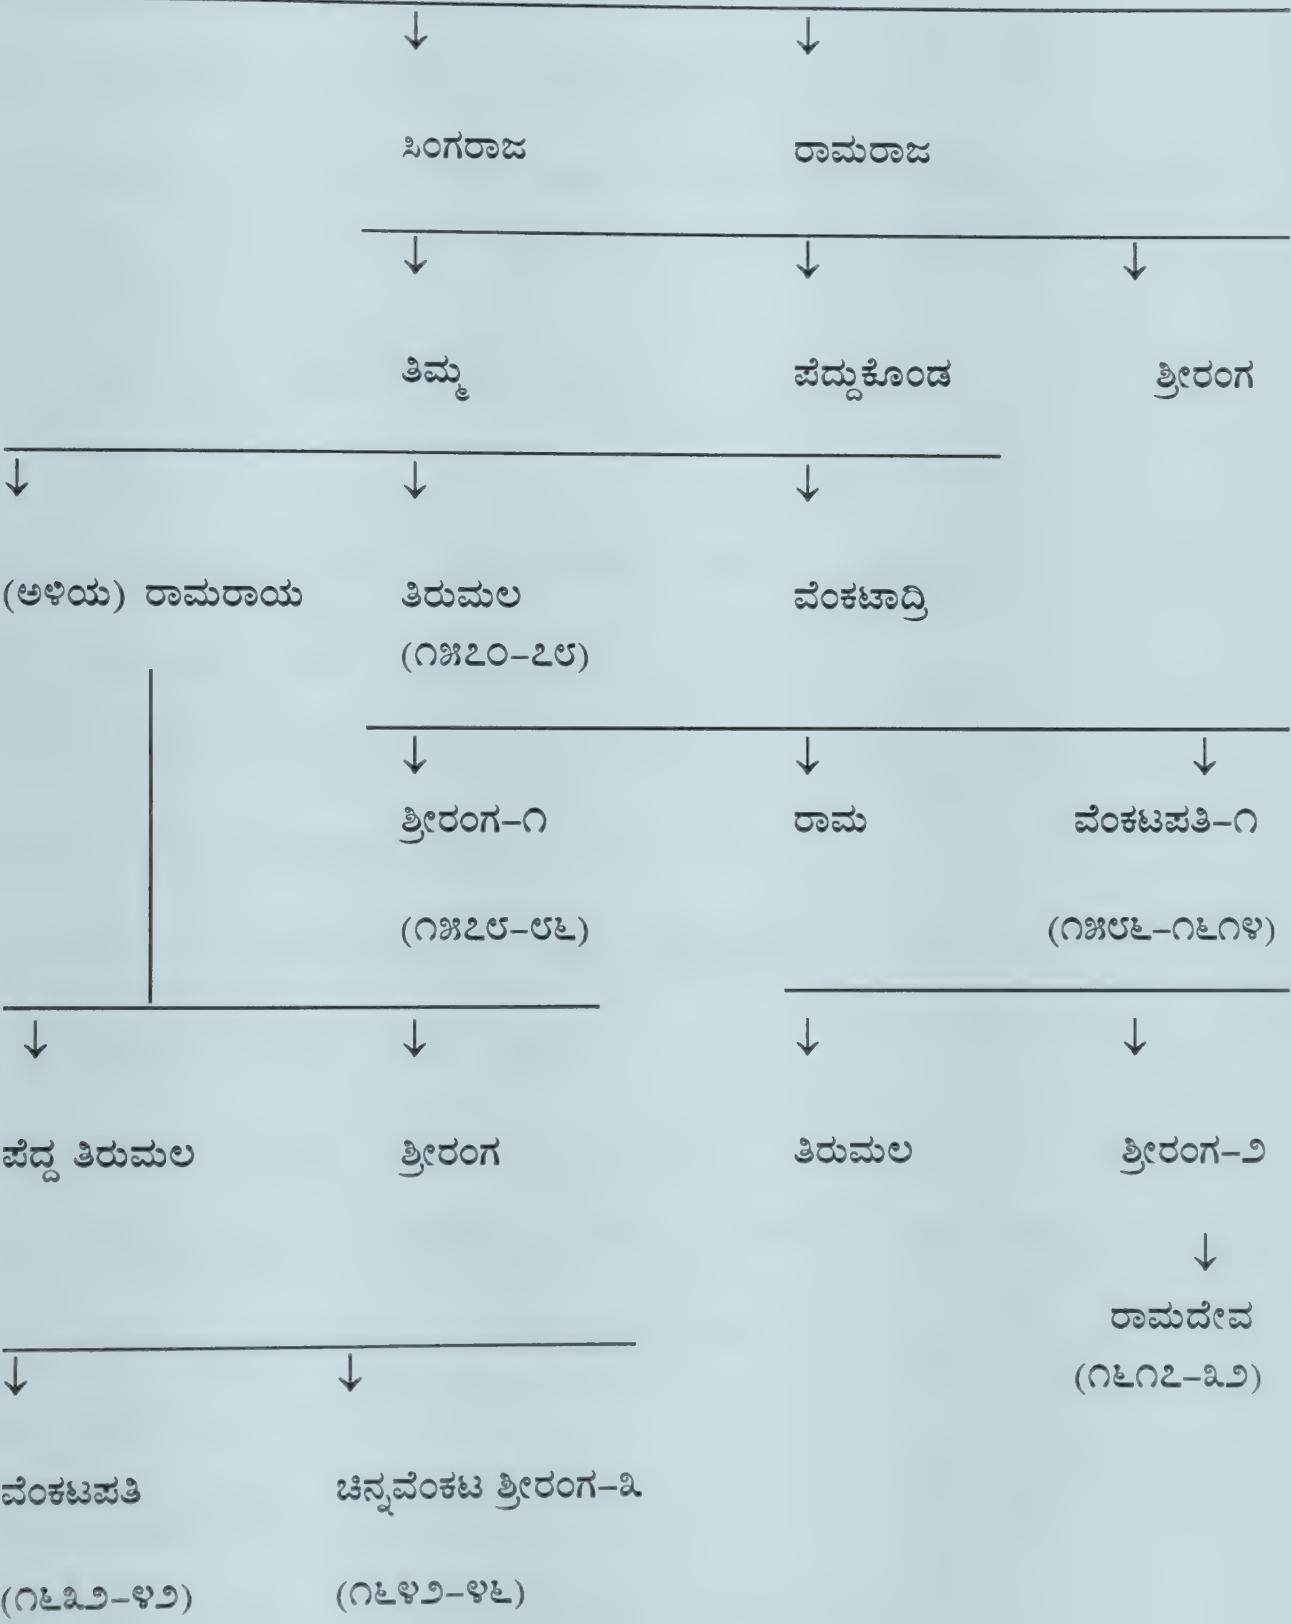 ಸಿಂಗರಾಜ ರಾಮರಾಜ
ತಿಮ್ಮ ಪೆದ್ದುಕೊಂಡ ಶ್ರೀರಂಗ
(ಅಳಿಯ) ರಾಮರಾಯ ತಿರುಮಲ ವೆಂಕಟಾದ್ರಿ
(೧೫೭೦–೭೮)
ಶ್ರೀರಂಗ–೧ ರಾಮ ವೆಂಕಟಪತಿ–೧
(೧೫೭೮–೮೬) (೧೫೮೬–೧೬೧೪)
ಪೆದ್ದ ತಿರುಮಲ ಶ್ರೀರಂಗ ತಿರುಮಲ ಶ್ರೀರಂಗ–೨
ರಾಮದೇವ
(೧೬೧೭–೩೨)
ವೆಂಕಟಪತಿ ಚಿನ್ನವೆಂಕಟ ಶ್ರೀರಂಗ–೩
(೧೬೩೨–೪೨) (೧೬೪೨–೪೬)